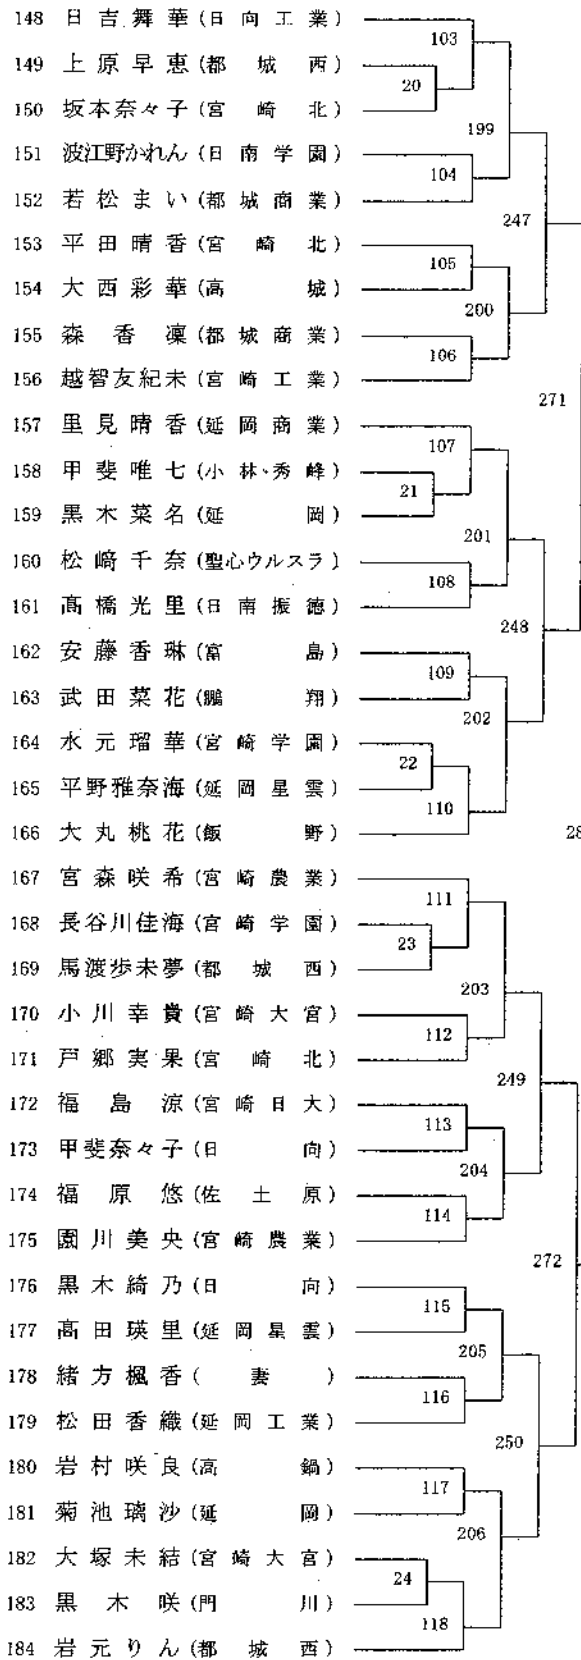 148 日吉舞華(日向工業)
103
149 上原早恵(都城西)
20
150 坂本奈々子(宮崎北)
199
151 波江野かれん(日南学園)
104
152 若松まい(都城商業)
247
153 平田晴香(宮崎北)
105
154 大西彩華(高城)
200
155 森香凜(都城商業)
106
156 越智友紀未(宮崎工業)
271
157 里見晴香(延岡商業)
107
158 甲斐唯七(小林・秀峰)
21
159 黒木菜名(延岡)
201
160 松﨑千奈(聖心ウルスラ)
108
161 髙橋光里(日南振徳)
248
162 安藤香琳(富島)
109
163 武田菜花(鵬翔)
202
164 水元瑠華(宮崎学園)
22
165 平野雅奈海(延岡星雲)
110
166 大丸桃花(飯野)
28
167 宮森咲希(宮崎農業)
111
168 長谷川佳海(宮崎学園)
23
169 馬渡歩未夢(都城西)
203
170 小川幸貴(宮崎大宮)
112
171 戸郷実果(宮崎北)
249
172 福島涼(宮崎日大)
113
173 甲斐奈々子(日向)
204
174 福原悠(佐土原)
114
175 園川美央(宮崎農業)
272
176 黒木綺乃(日向)
115
177 髙田瑛里(延岡星雲)
205
178 緒方楓香(妻)
116
179 松田香織(延岡工業)
250
180 岩村咲良(高鍋)
117
181 菊池璃沙(延岡)
206
182 大塚未結(宮崎大宮)
24
183 黒木咲(門川)
118
184 岩元りん(都城西)